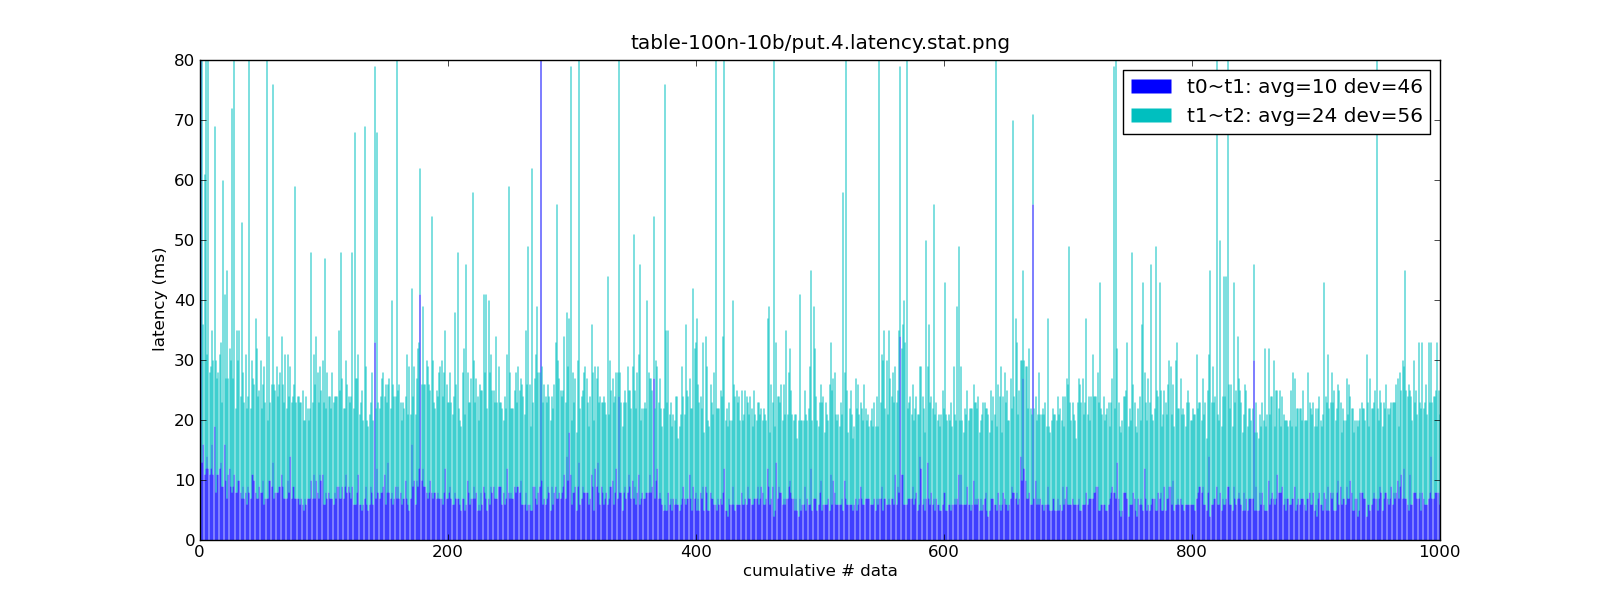 table-100n-10b/put.4.latency.stat.png
t0~t1: avg=10 dev=46
t1~t2: avg=24 dev=56
latency (ms)
80
70
60
50
40
30
20
10
0
0 200 400 600 800 1000
cumulative # data